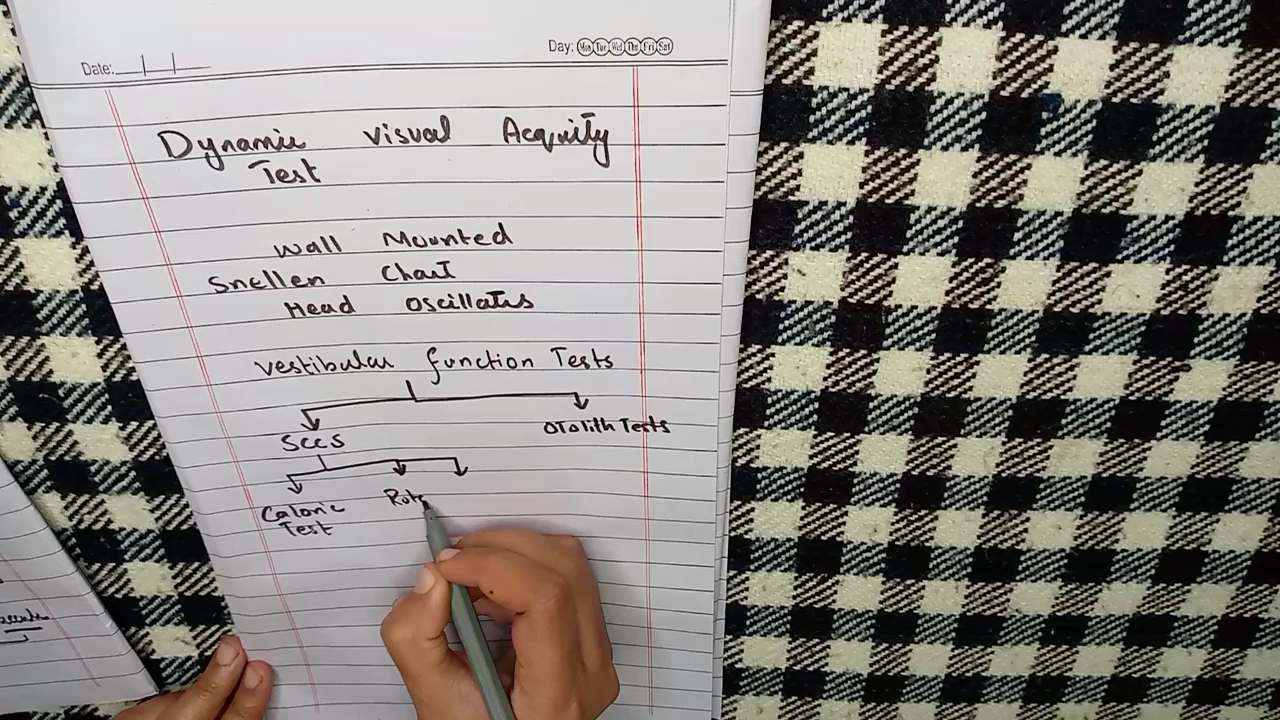 Day: Mon Tue Wed Thu Fri Sat
Date:
Dynamic Visual Acquity
Test
Wall Mounted
Snellen Chart
Head Oscillates
Vestibular function Tests
SCCS
Otolith Tests
Caloric
Test
Rota